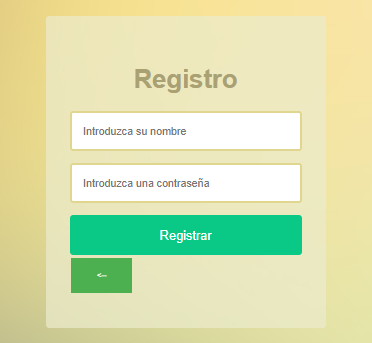 Registro
Introduzca su nombre
Introduzca una contraseña
Registrar
<--